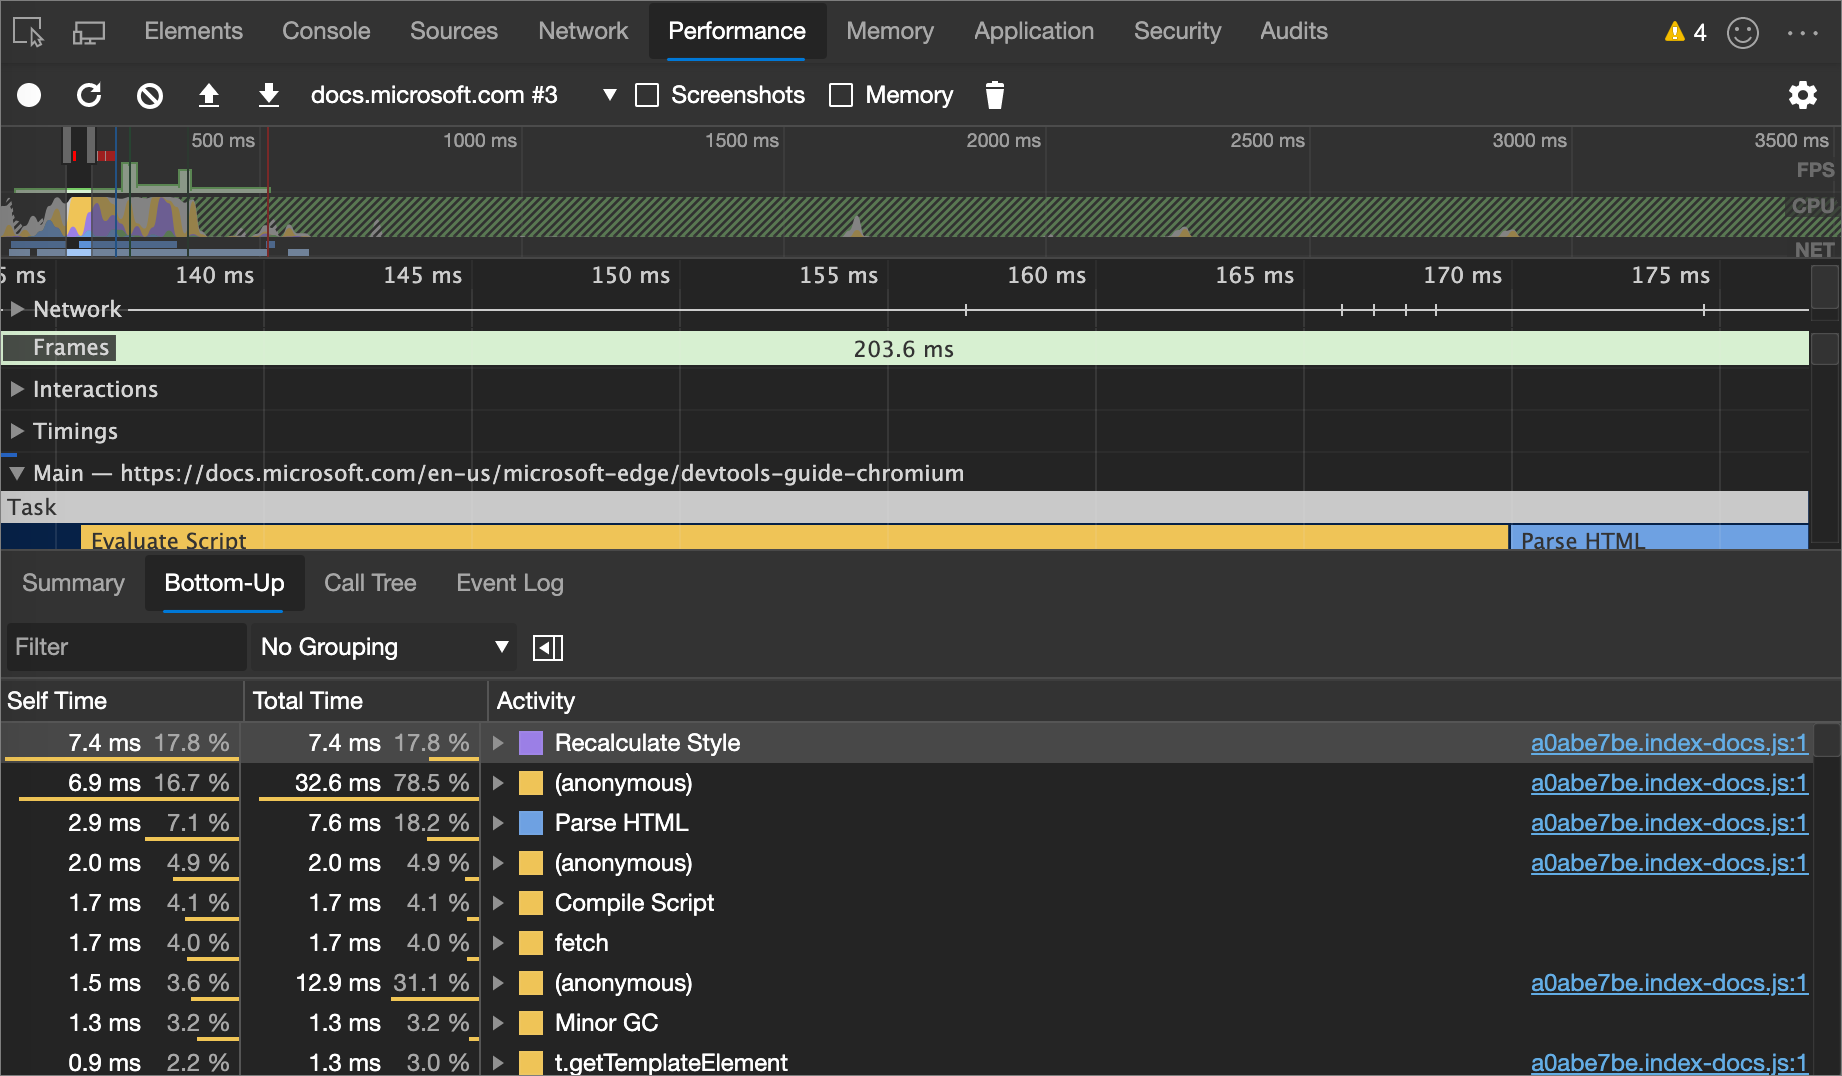 Elements Console Sources Network Performance Memory Application Security Audits 4
docs.microsoft.com #3 Screenshots Memory
500 ms 1000 ms 1500 ms 2000 ms 2500 ms 3000 ms 3500 ms
FPS
CPU
NET
5 ms 140 ms 145 ms 150 ms 155 ms 160 ms 165 ms 170 ms 175 ms
Network
Frames 203.6 ms
Interactions
Timings
Main — https://docs.microsoft.com/en-us/microsoft-edge/devtools-guide-chromium
Task
Evaluate Script Parse HTML
Summary Bottom-Up Call Tree Event Log
Filter No Grouping
Self Time Total Time Activity
7.4 ms 17.8 % 7.4 ms 17.8 % Recalculate Style a0abe7be.index-docs.js:1
6.9 ms 16.7 % 32.6 ms 78.5 % (anonymous) a0abe7be.index-docs.js:1
2.9 ms 7.1 % 7.6 ms 18.2 % Parse HTML a0abe7be.index-docs.js:1
2.0 ms 4.9 % 2.0 ms 4.9 % (anonymous) a0abe7be.index-docs.js:1
1.7 ms 4.1 % 1.7 ms 4.1 % Compile Script
1.7 ms 4.0 % 1.7 ms 4.0 % fetch
1.5 ms 3.6 % 12.9 ms 31.1 % (anonymous) a0abe7be.index-docs.js:1
1.3 ms 3.2 % 1.3 ms 3.2 % Minor GC
0.9 ms 2.2 % 1.3 ms 3.0 % t.getTemplateElement a0abe7be.index-docs.js:1